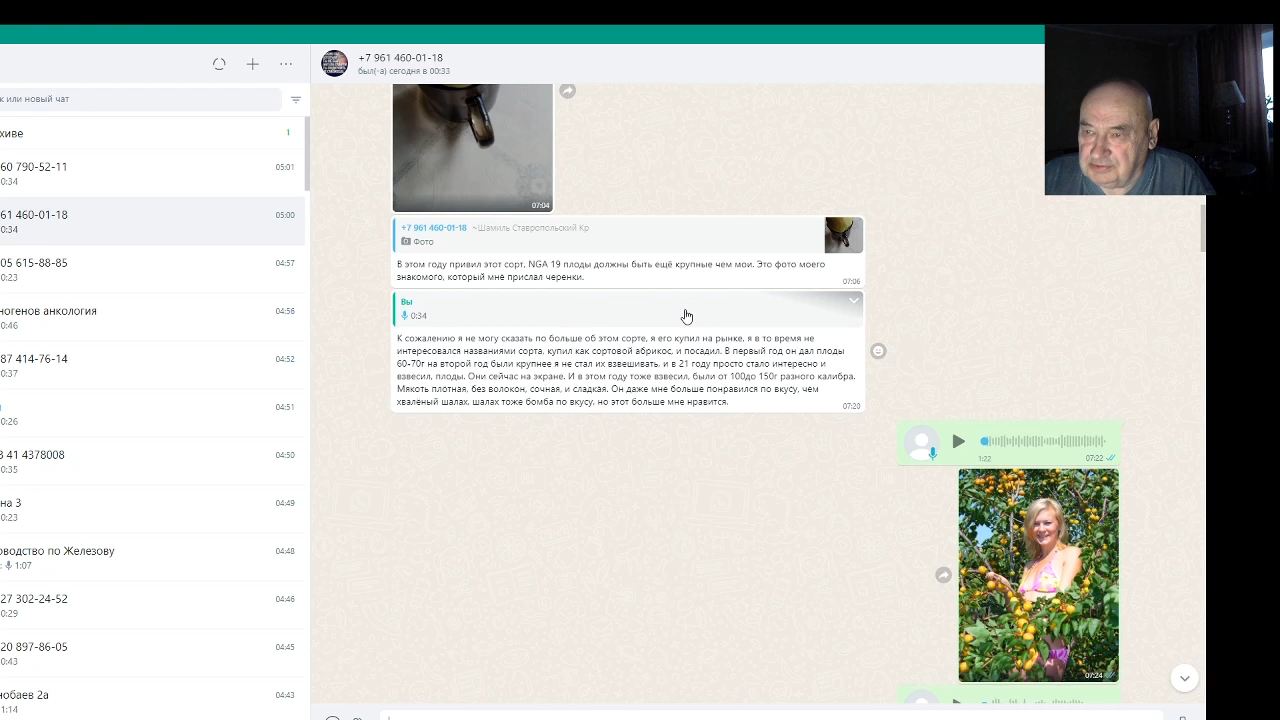 +7 961 460-01-18
был(-а) сегодня в 00:33
к или новый чат
хиве
1
60 790-52-11
05:01
0:34
61 460-01-18
05:00
0:34
05 615-88-85
04:57
0:23
ногенов анкология
04:56
0:46
87 414-76-14
04:52
0:37
04:51
0:26
8 41 4378008
04:50
0:35
на 3
04:49
0:23
оводство по Железову
04:48
: 1:07
27 302-24-52
04:46
0:29
20 897-86-05
04:45
0:43
нобаев 2а
04:43
1:14
07:04
+7 961 460-01-18 ~Шамиль Ставропольский Кр
Фото
В этом году привил этот сорт, NGA 19 плоды должны быть ещё крупные чем мои. Это фото моего
знакомого, который мне прислал черенки.
07:06
Вы
0:34
К сожалению я не могу сказать по больше об этом сорте, я его купил на рынке, я в то время не
интересовался названиями сорта, купил как сортовой абрикос, и посадил. В первый год он дал плоды
60-70г на второй год были крупнее я не стал их взвешивать, и в 21 году просто стало интересно и
взвесил, плоды. Они сейчас на экране. И в этом году тоже взвесил, были от 100до 150г разного калибра.
Мякоть плотная, без волокон, сочная, и сладкая. Он даже мне больше понравился по вкусу, чем
хвалёный шалах, шалах тоже бомба по вкусу, но этот больше мне нравится.
07:20
1:22
07:22
07:24